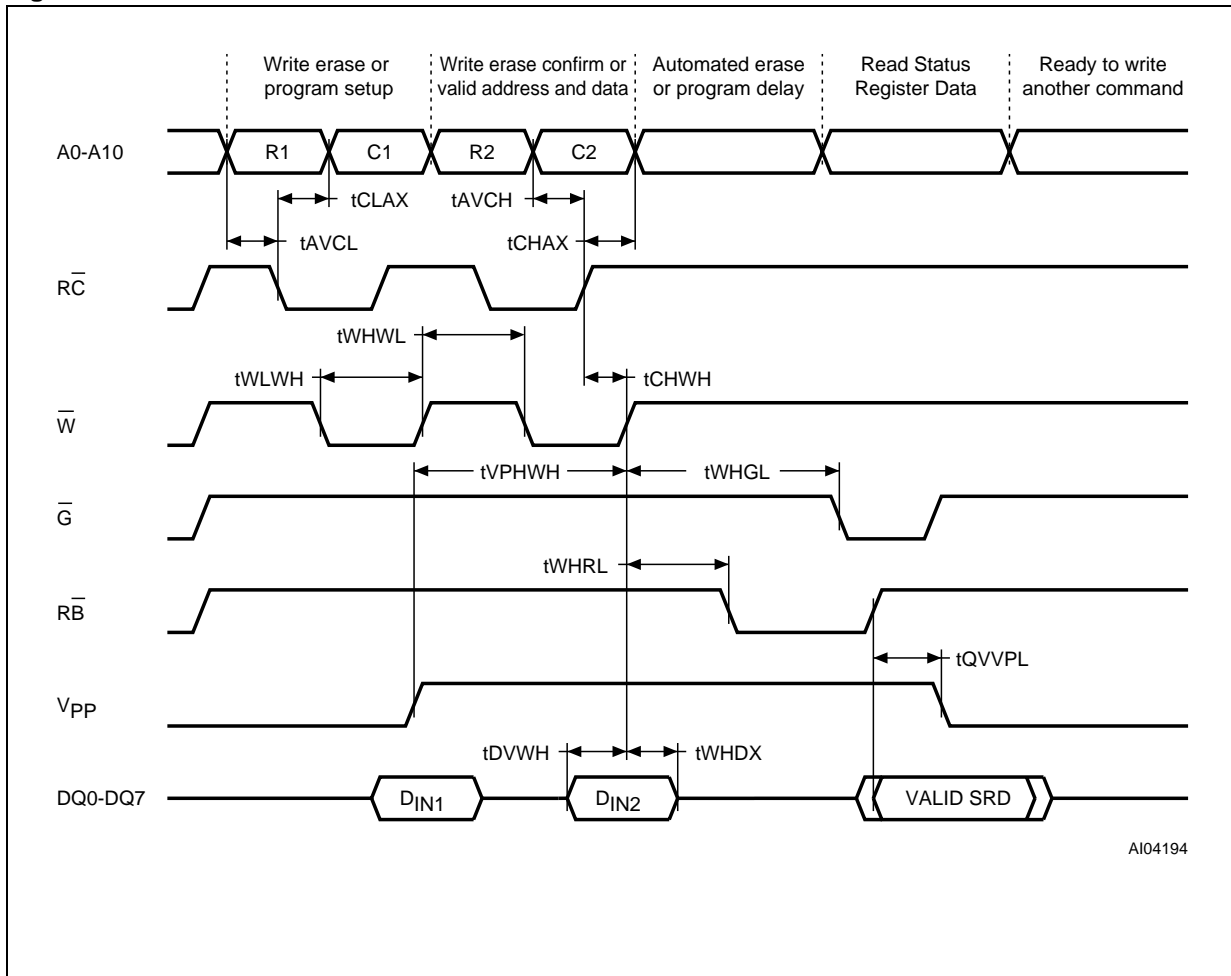 Write erase or
program setup
Write erase confirm or
valid address and data
Automated erase
or program delay
Read Status
Register Data
Ready to write
another command
A0-A10
R1
C1
R2
C2
tCLAX
tAVCH
tAVCL
tCHAX
RC̅
tWHWL
tWLWH
tCHWH
W̅
tVPHWH
tWHGL
G̅
tWHRL
RB̅
tQVVPL
VPP
tDVWH
tWHDX
DQ0-DQ7
DIN1
DIN2
VALID SRD
AI04194